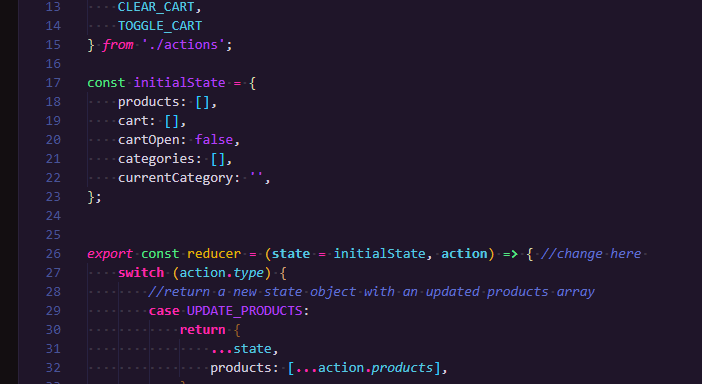 13 CLEAR_CART,
14 TOGGLE_CART
15 } from './actions';
16
17 const initialState = {
18 products: [],
19 cart: [],
20 cartOpen: false,
21 categories: [],
22 currentCategory: '',
23 };
24
25
26 export const reducer = (state = initialState, action) => { //change here
27 switch (action.type) {
28 //return a new state object with an updated products array
29 case UPDATE_PRODUCTS:
30 return {
31 ...state,
32 products: [...action.products],